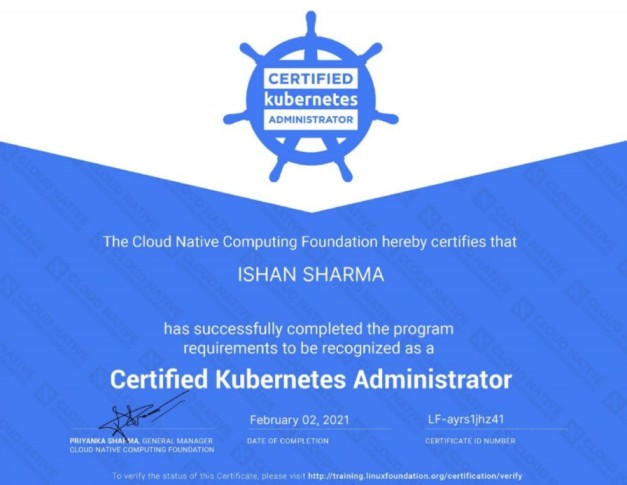 CERTIFIED
kubernetes
ADMINISTRATOR
The Cloud Native Computing Foundation hereby certifies that
ISHAN SHARMA
has successfully completed the program
requirements to be recognized as a
Certified Kubernetes Administrator
February 02, 2021
LF-ayrs1jhz41
PRIYANKA SHARMA, GENERAL MANAGER
CLOUD NATIVE COMPUTING FOUNDATION
DATE OF COMPLETION
CERTIFICATE ID NUMBER
To verify the status of this Certificate, please visit http://training.linuxfoundation.org/certification/verify